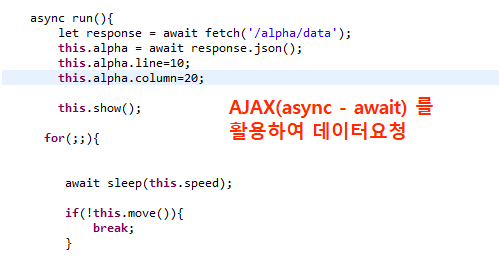 async run(){
let response = await fetch('/alpha/data');
this.alpha = await response.json();
this.alpha.line=10;
this.alpha.column=20;
this.show();
AJAX(async - await) 를
활용하여 데이터요청
for(;;){
await sleep(this.speed);
if(!this.move()){
break;
}